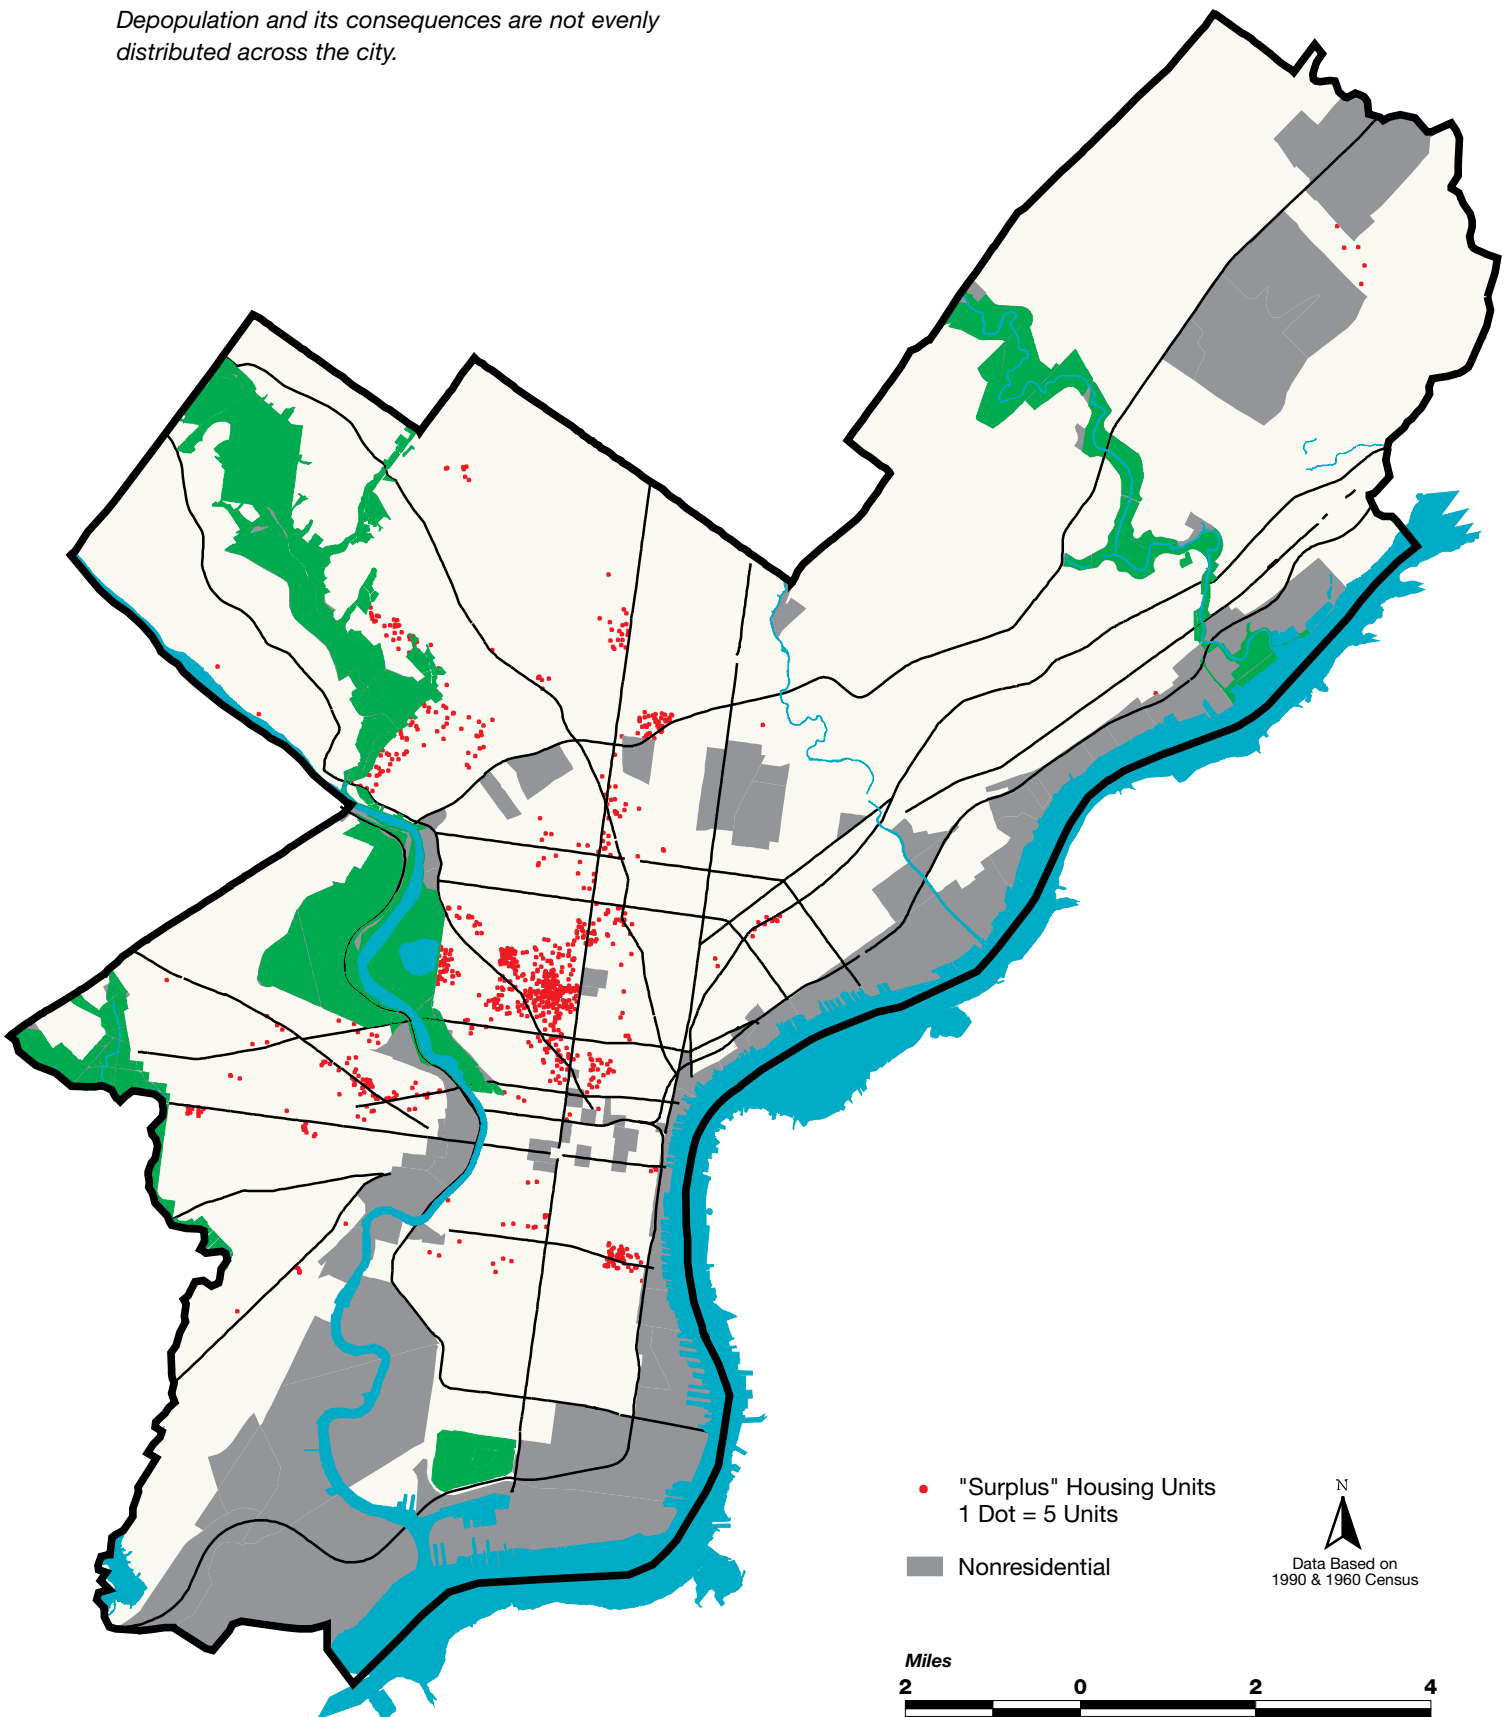 Depopulation and its consequences are not evenly
distributed across the city.
"Surplus" Housing Units
1 Dot = 5 Units
Nonresidential
N
Data Based on
1990 & 1960 Census
Miles
2 0 2 4